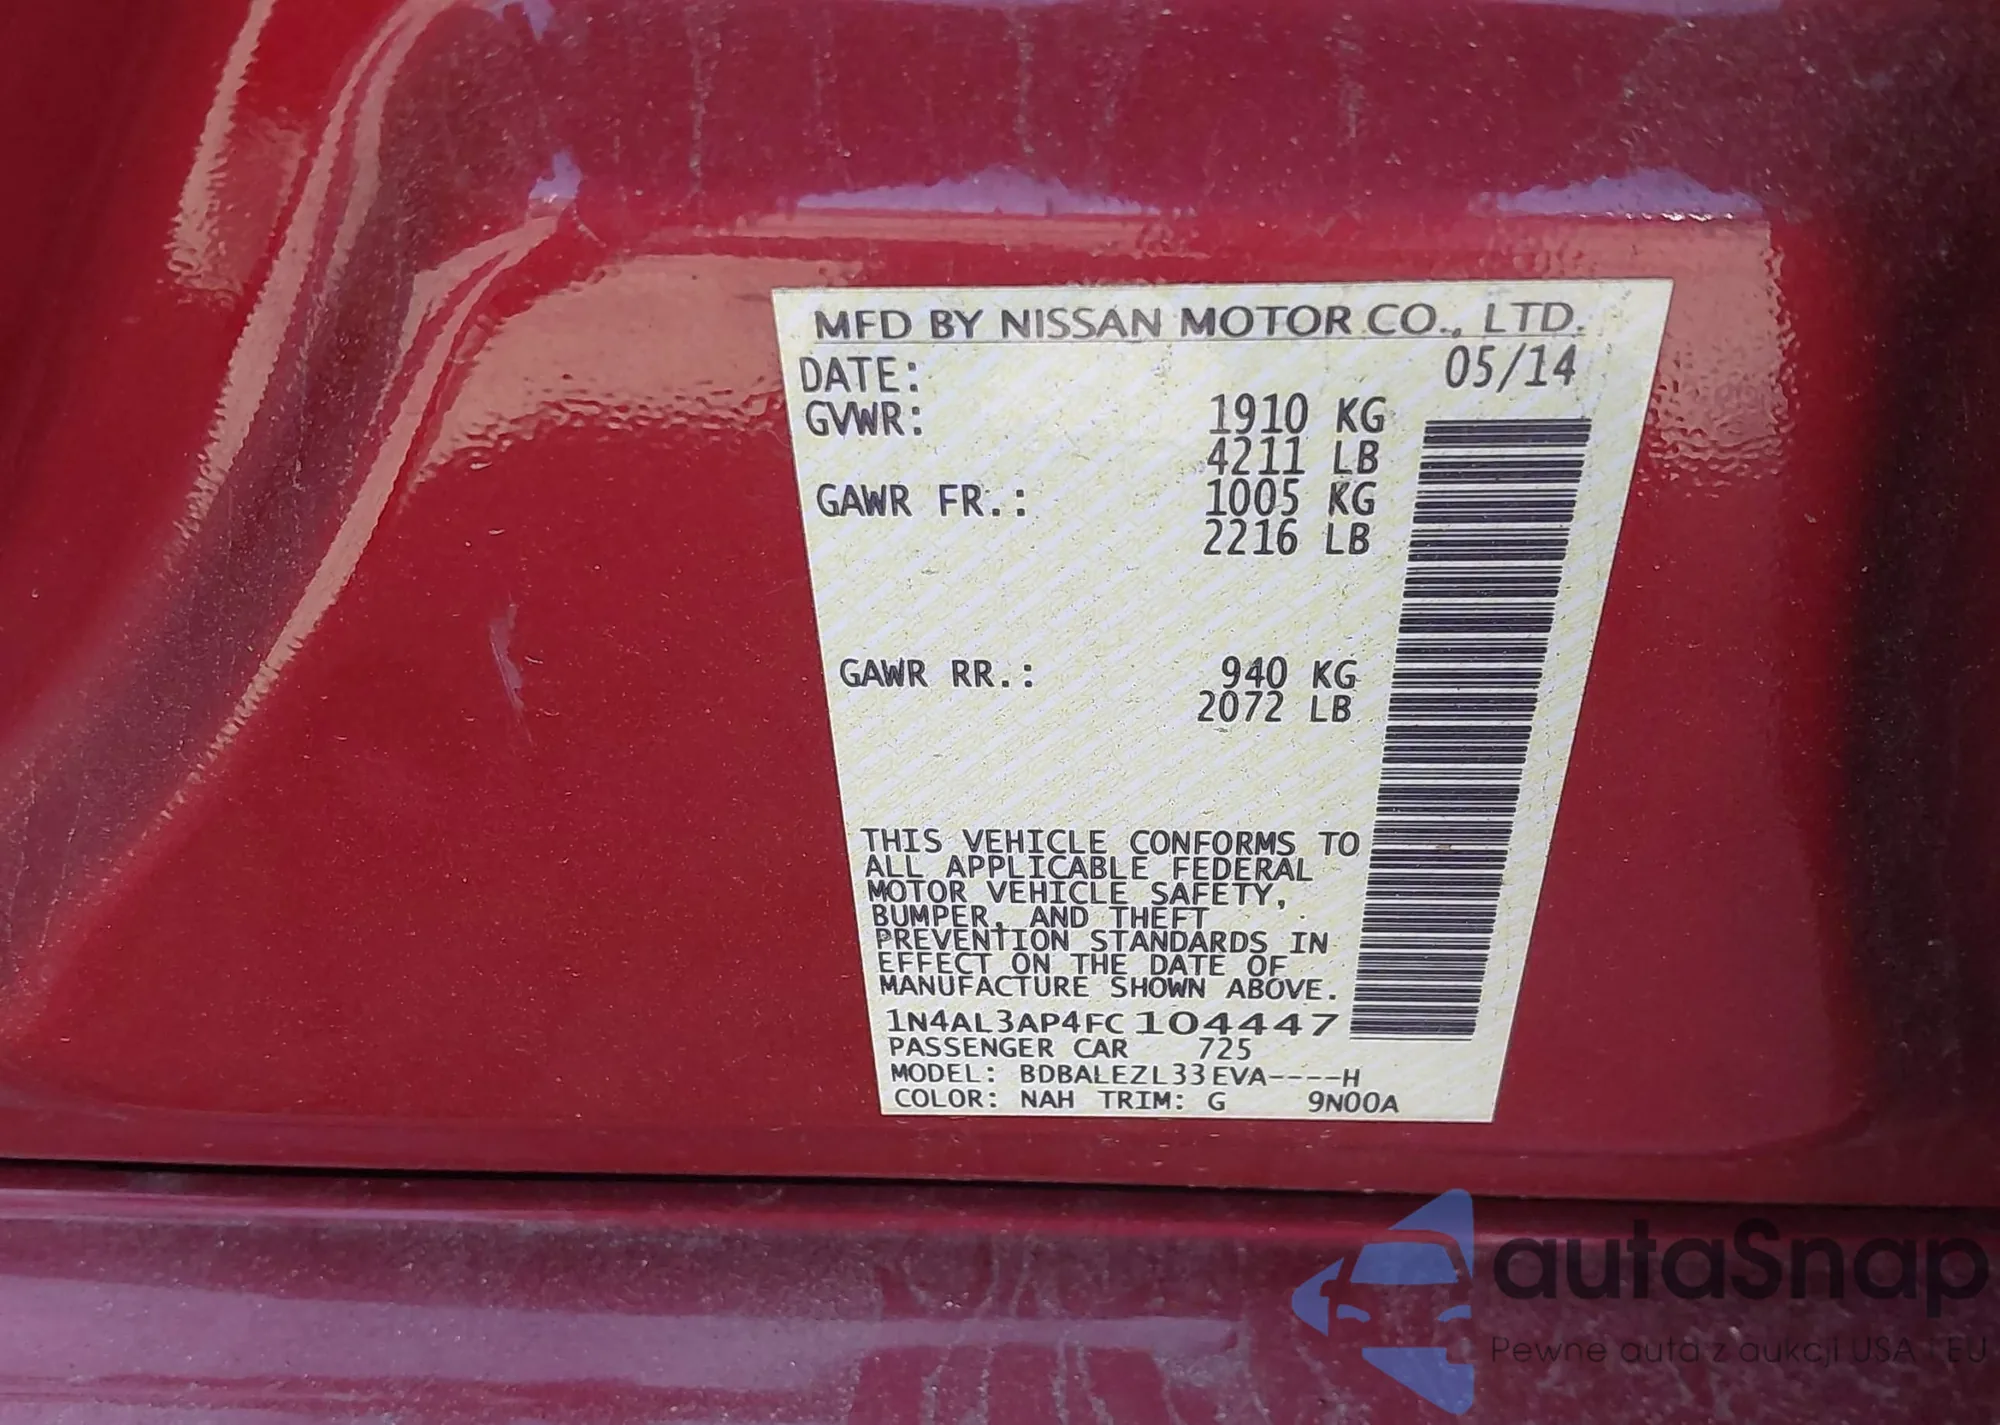 MFD BY NISSAN MOTOR CO., LTD.
DATE: 05/14
GVWR: 1910 KG
4211 LB
GAWR FR.: 1005 KG
2216 LB
GAWR RR.: 940 KG
2072 LB
THIS VEHICLE CONFORMS TO
ALL APPLICABLE FEDERAL
MOTOR VEHICLE SAFETY,
BUMPER, AND THEFT
PREVENTION STANDARDS IN
EFFECT ON THE DATE OF
MANUFACTURE SHOWN ABOVE.
1N4AL3AP4FC104447
PASSENGER CAR 725
MODEL: BDBALEZL33EVA----H
COLOR: NAH TRIM: G 9N00A
autaSnap
Pewne auta z aukcji USA i EU